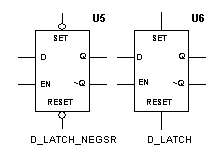 U5 U6
SET SET
D Q D Q
EN ~Q EN ~Q
RESET RESET
D_LATCH_NEGSR D_LATCH